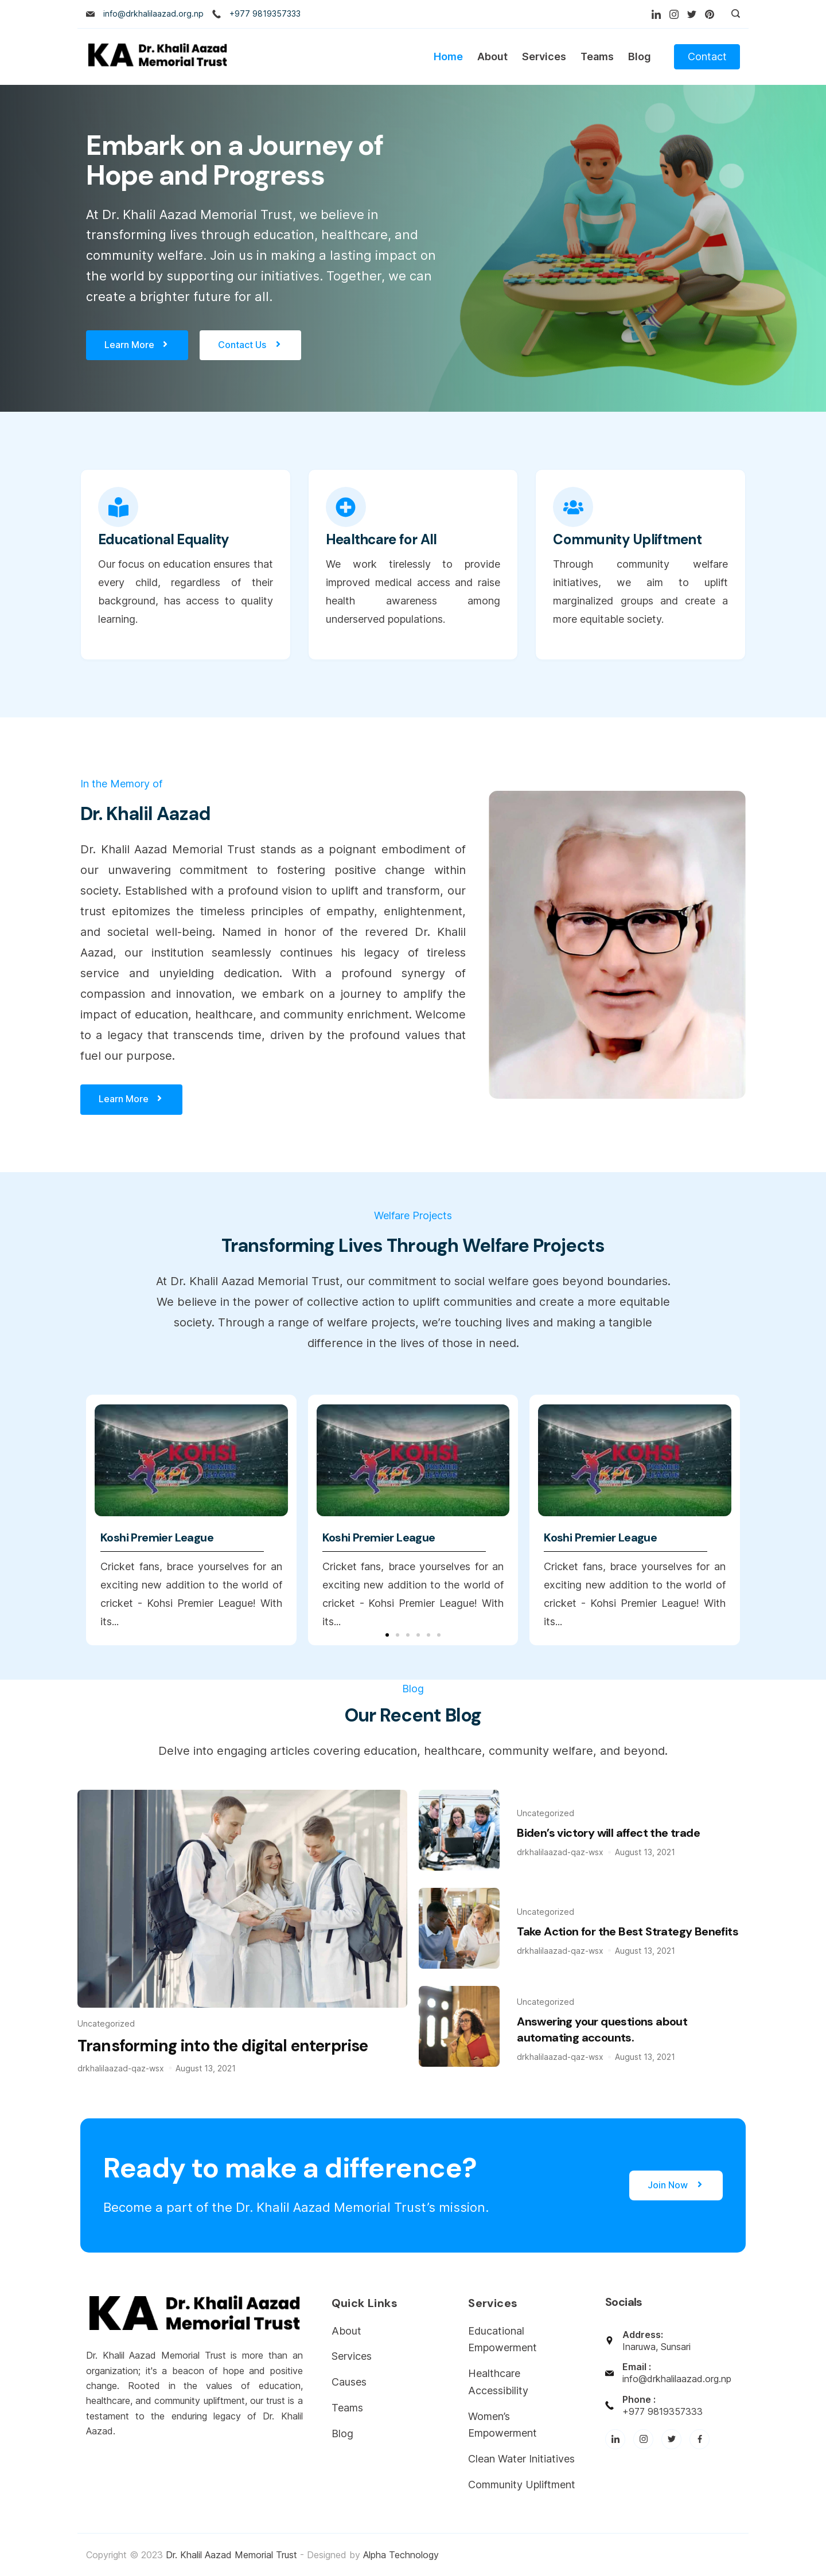 info@drkhalilaazad.org.np +977 9819357333
KA Dr. Khalil Aazad
Memorial Trust
Home About Services Teams Blog Contact
Embark on a Journey of
Hope and Progress
At Dr. Khalil Aazad Memorial Trust, we believe in
transforming lives through education, healthcare, and
community welfare. Join us in making a lasting impact on
the world by supporting our initiatives. Together, we can
create a brighter future for all.
Learn More Contact Us
Educational Equality
Our focus on education ensures that
every child, regardless of their
background, has access to quality
learning.
Healthcare for All
We work tirelessly to provide
improved medical access and raise
health awareness among
underserved populations.
Community Upliftment
Through community welfare
initiatives, we aim to uplift
marginalized groups and create a
more equitable society.
In the Memory of
Dr. Khalil Aazad
Dr. Khalil Aazad Memorial Trust stands as a poignant embodiment of
our unwavering commitment to fostering positive change within
society. Established with a profound vision to uplift and transform, our
trust epitomizes the timeless principles of empathy, enlightenment,
and societal well-being. Named in honor of the revered Dr. Khalil
Aazad, our institution seamlessly continues his legacy of tireless
service and unyielding dedication. With a profound synergy of
compassion and innovation, we embark on a journey to amplify the
impact of education, healthcare, and community enrichment. Welcome
to a legacy that transcends time, driven by the profound values that
fuel our purpose.
Learn More
Welfare Projects
Transforming Lives Through Welfare Projects
At Dr. Khalil Aazad Memorial Trust, our commitment to social welfare goes beyond boundaries.
We believe in the power of collective action to uplift communities and create a more equitable
society. Through a range of welfare projects, we’re touching lives and making a tangible
difference in the lives of those in need.
KOHSI
KPL PREMIER
LEAGUE
Koshi Premier League
Cricket fans, brace yourselves for an
exciting new addition to the world of
cricket - Kohsi Premier League! With
its...
KOHSI
KPL PREMIER
LEAGUE
Koshi Premier League
Cricket fans, brace yourselves for an
exciting new addition to the world of
cricket - Kohsi Premier League! With
its...
KOHSI
KPL PREMIER
LEAGUE
Koshi Premier League
Cricket fans, brace yourselves for an
exciting new addition to the world of
cricket - Kohsi Premier League! With
its...
Blog
Our Recent Blog
Delve into engaging articles covering education, healthcare, community welfare, and beyond.
Uncategorized
Transforming into the digital enterprise
drkhalilaazad-qaz-wsx · August 13, 2021
Uncategorized
Biden’s victory will affect the trade
drkhalilaazad-qaz-wsx · August 13, 2021
Uncategorized
Take Action for the Best Strategy Benefits
drkhalilaazad-qaz-wsx · August 13, 2021
Uncategorized
Answering your questions about
automating accounts.
drkhalilaazad-qaz-wsx · August 13, 2021
Ready to make a difference?
Become a part of the Dr. Khalil Aazad Memorial Trust’s mission.
Join Now
KA Dr. Khalil Aazad
Memorial Trust
Dr. Khalil Aazad Memorial Trust is more than an
organization; it's a beacon of hope and positive
change. Rooted in the values of education,
healthcare, and community upliftment, our trust is a
testament to the enduring legacy of Dr. Khalil
Aazad.
Quick Links
About
Services
Causes
Teams
Blog
Services
Educational
Empowerment
Healthcare
Accessibility
Women’s
Empowerment
Clean Water Initiatives
Community Upliftment
Socials
Address:
Inaruwa, Sunsari
Email :
info@drkhalilaazad.org.np
Phone :
+977 9819357333
Copyright © 2023 Dr. Khalil Aazad Memorial Trust - Designed by Alpha Technology